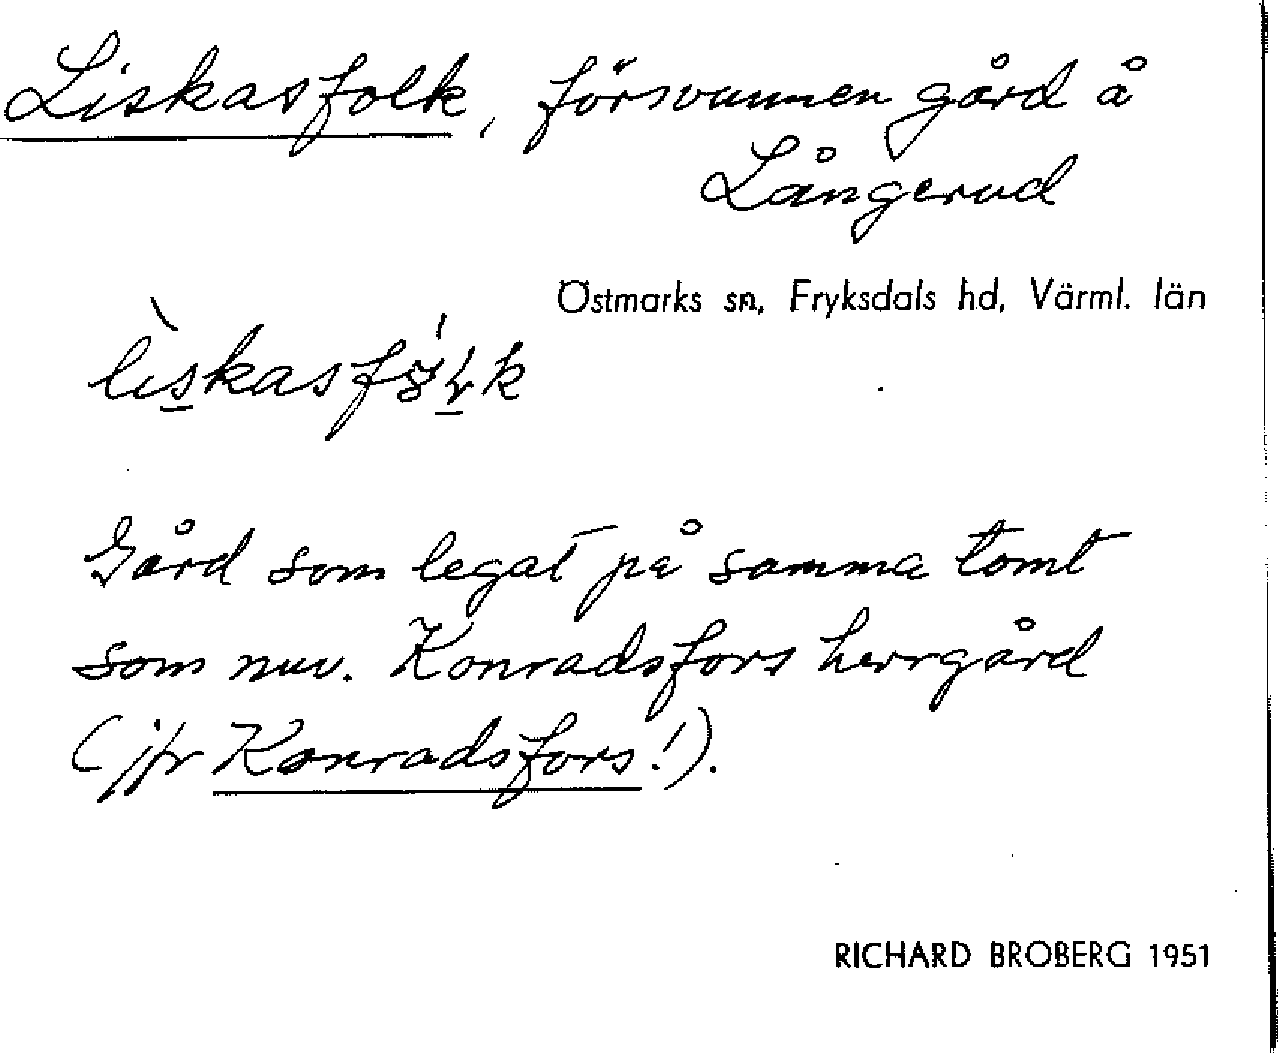 Liskasfolk, försvunnen gård å
Långerud
Östmarks sn, Fryksdals hd, Värml. län
Gård som legat på samma tomt
som nuv. Konradsfors herrgård
(jfr Konradsfors!).
RICHARD BROBERG 1951